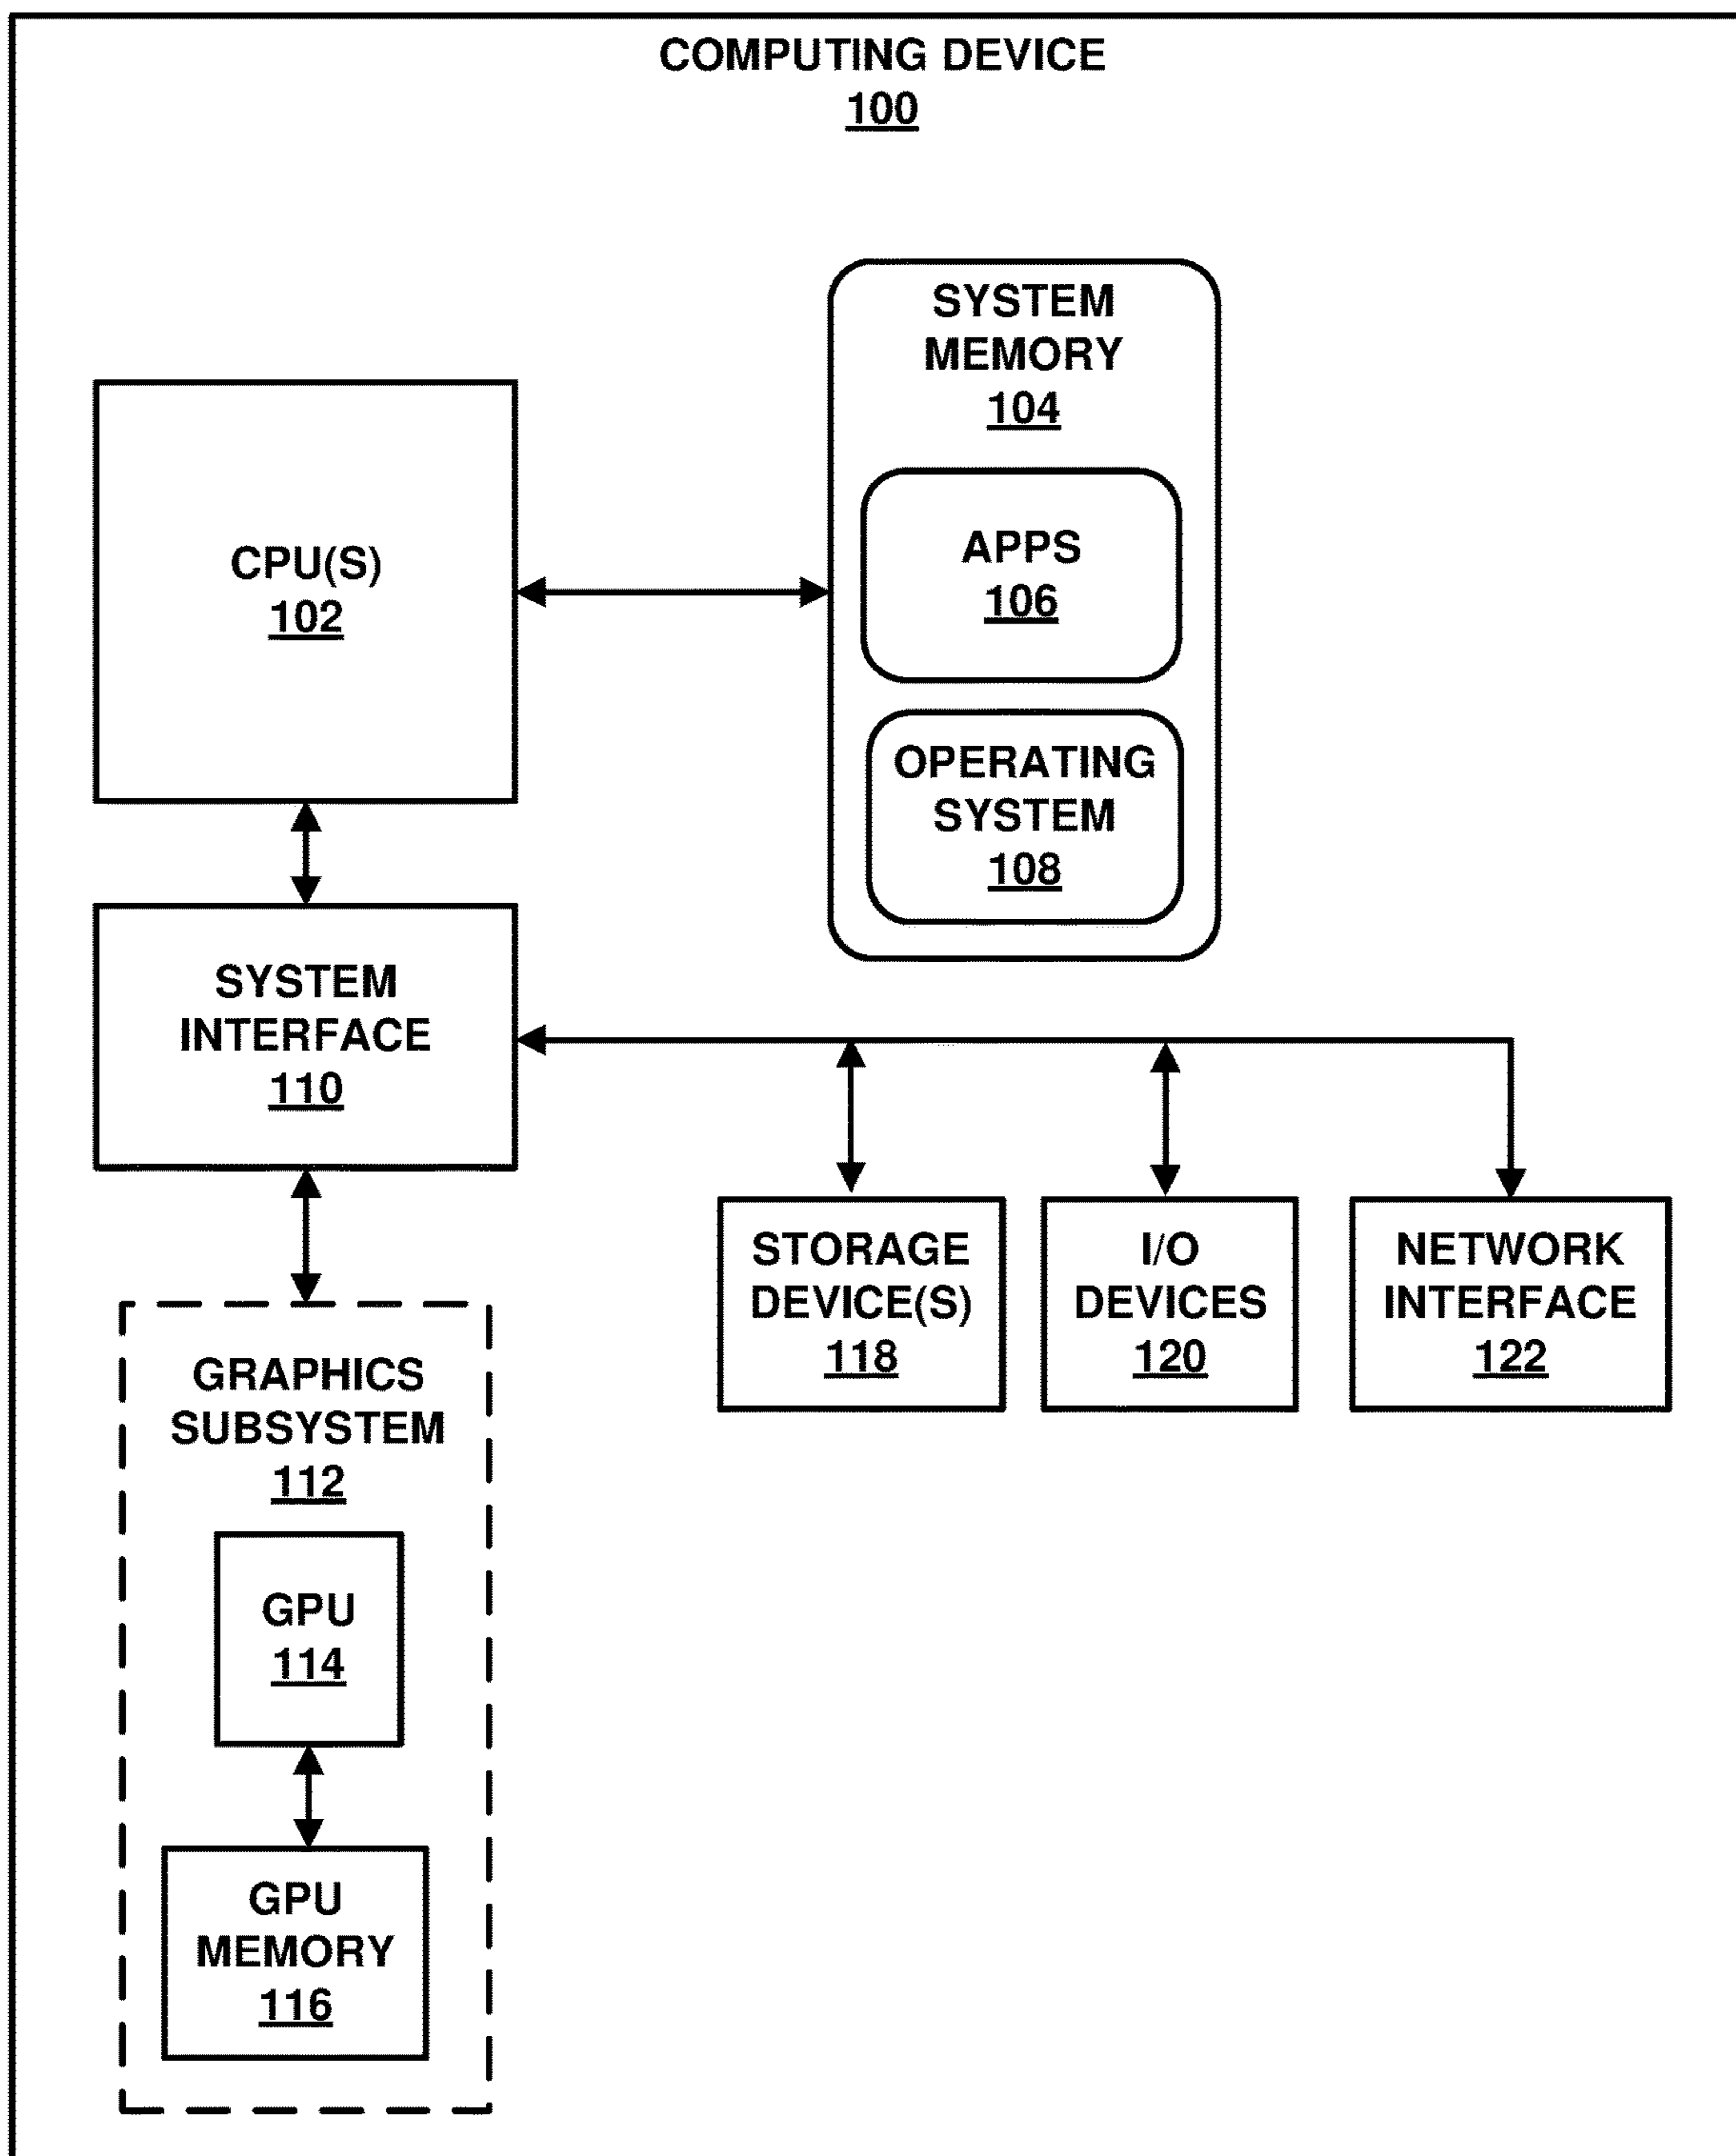 COMPUTING DEVICE
100
SYSTEM
MEMORY
104
CPU(S)
102
APPS
106
OPERATING
SYSTEM
108
SYSTEM
INTERFACE
110
STORAGE
DEVICE(S)
118
I/O
DEVICES
120
NETWORK
INTERFACE
122
GRAPHICS
SUBSYSTEM
112
GPU
114
GPU
MEMORY
116